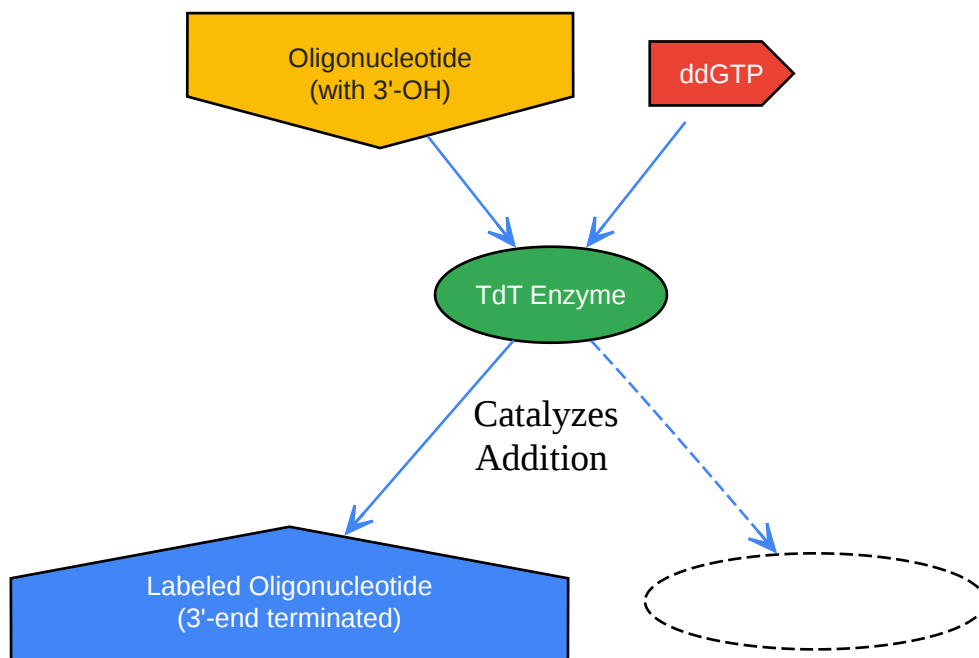 Oligonucleotide
(with 3'-OH)
ddGTP
TdT Enzyme
Catalyzes
Addition
Labeled Oligonucleotide
(3'-end terminated)